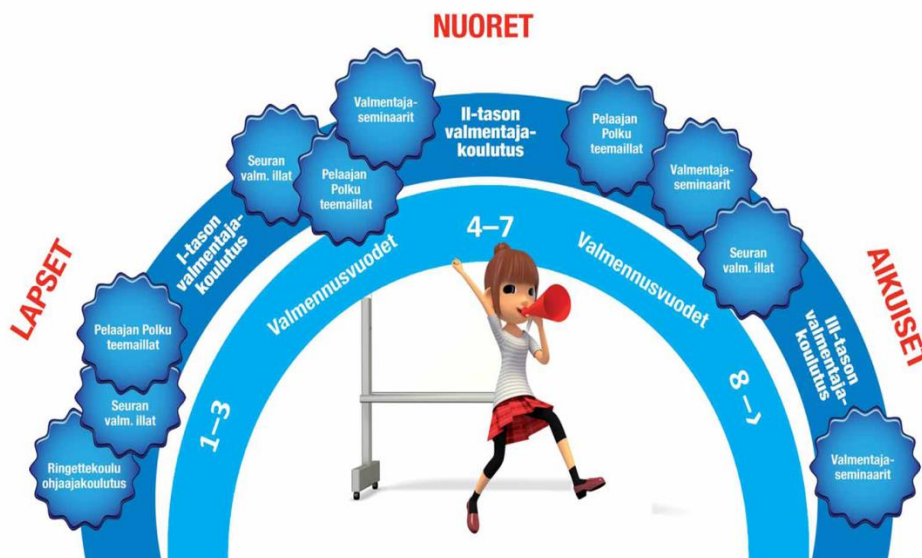 NUORET
LAPSET
AIKUISET
Ringettekoulu
ohjaajakoulutus
Seuran
valm. illat
Pelaajan Polku
teemaillat
I-tason
valmentaja-
koulutus
Seuran
valm. illat
Pelaajan
Polku
teemaillat
Valmentaja-
seminaarit
II-tason
valmentaja-
koulutus
Pelaajan
Polku
teemaillat
Valmentaja-
seminaarit
Seuran
valm. illat
III-tason
valmentaja-
koulutus
Valmentaja-
seminaarit
1–3
Valmennusvuodet
4–7
Valmennusvuodet
8 –>